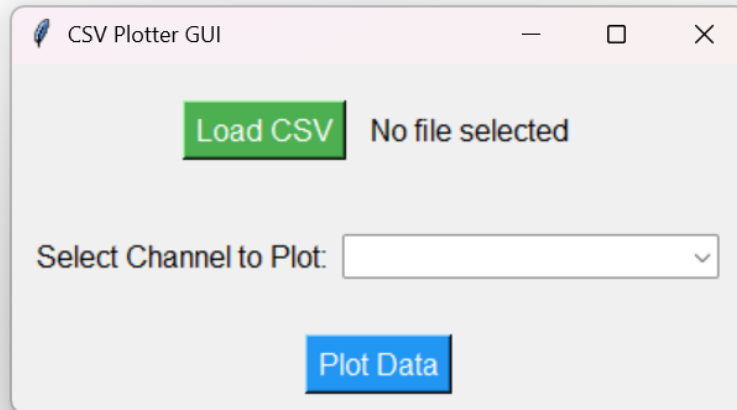 CSV Plotter GUI
Load CSV No file selected
Select Channel to Plot:
Plot Data